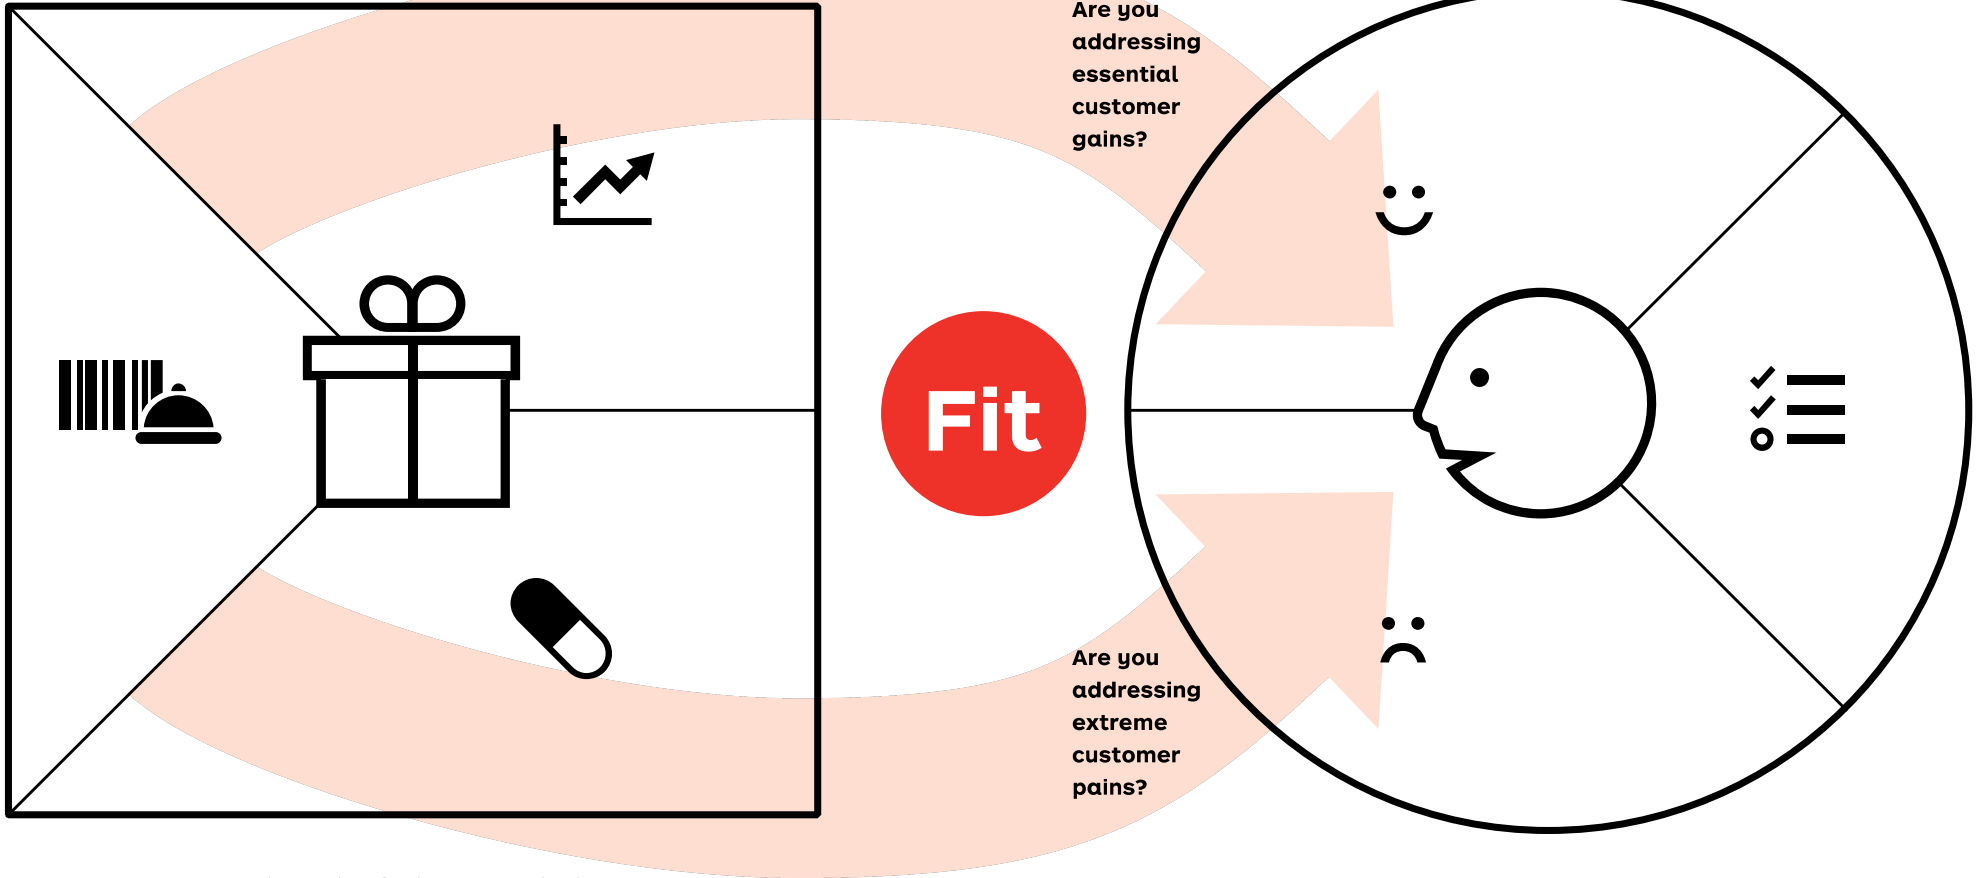 Are you
addressing
essential
customer
gains?
Fit
Are you
addressing
extreme
customer
pains?